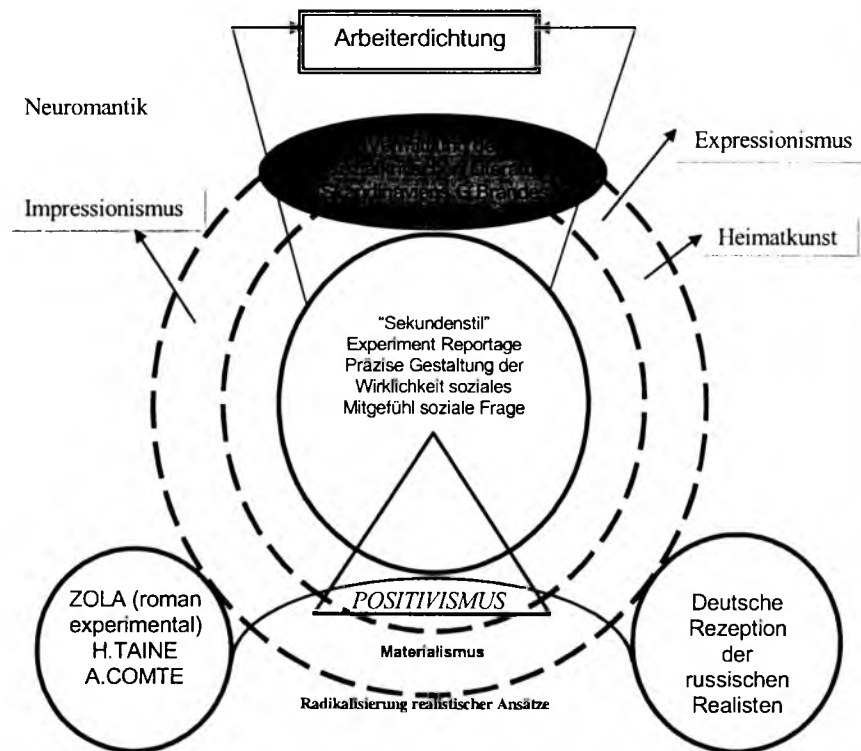 Arbeiterdichtung
Neuromantik
Expressionismus
Impressionismus
Heimatkunst
G.Brandes
"Sekundenstil"
Experiment Reportage
Präzise Gestaltung der
Wirklichkeit soziales
Mitgefühl soziale Frage
POSITIVISMUS
ZOLA (roman
experimental)
H.TAINE
A.COMTE
Deutsche
Rezeption
der
russischen
Realisten
Materialismus
Radikalisierung realistischer Ansätze